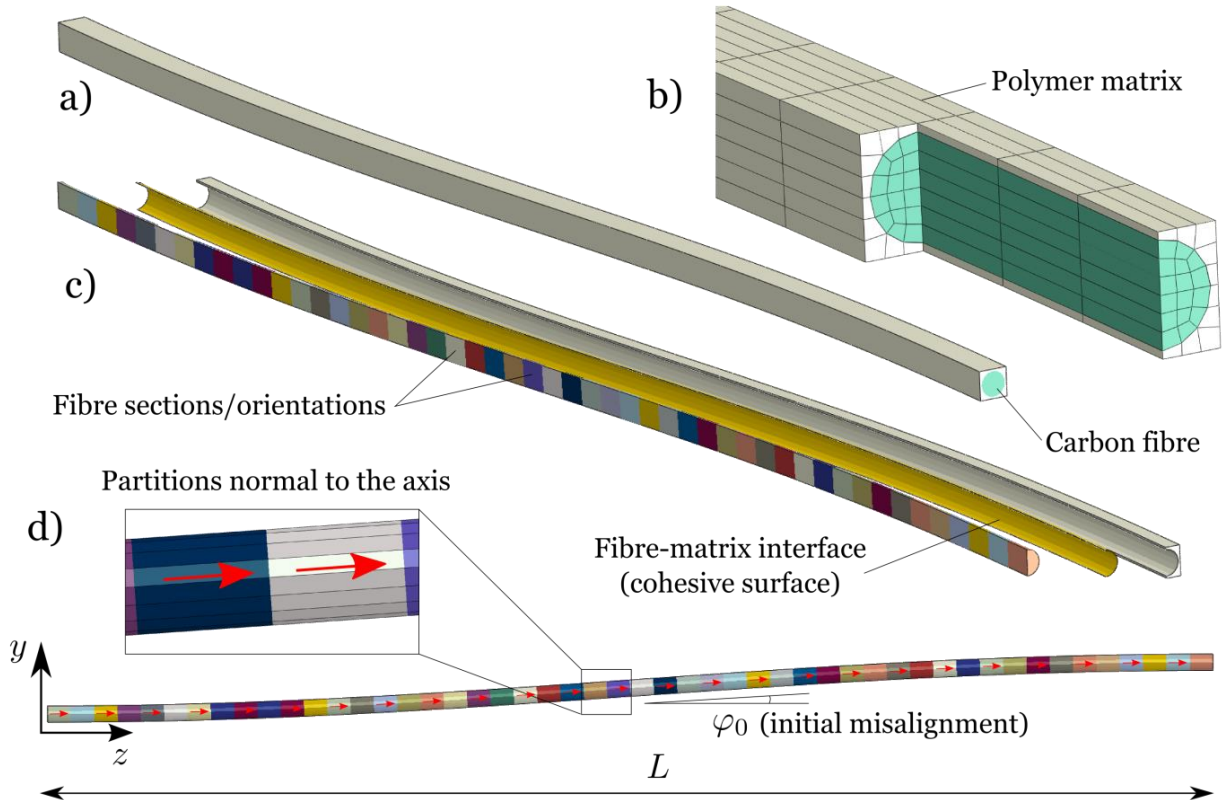 a)
b)
Polymer matrix
c)
Fibre sections/orientations
Carbon fibre
Partitions normal to the axis
d)
Fibre-matrix interface
(cohesive surface)
y
φ₀ (initial misalignment)
z
L